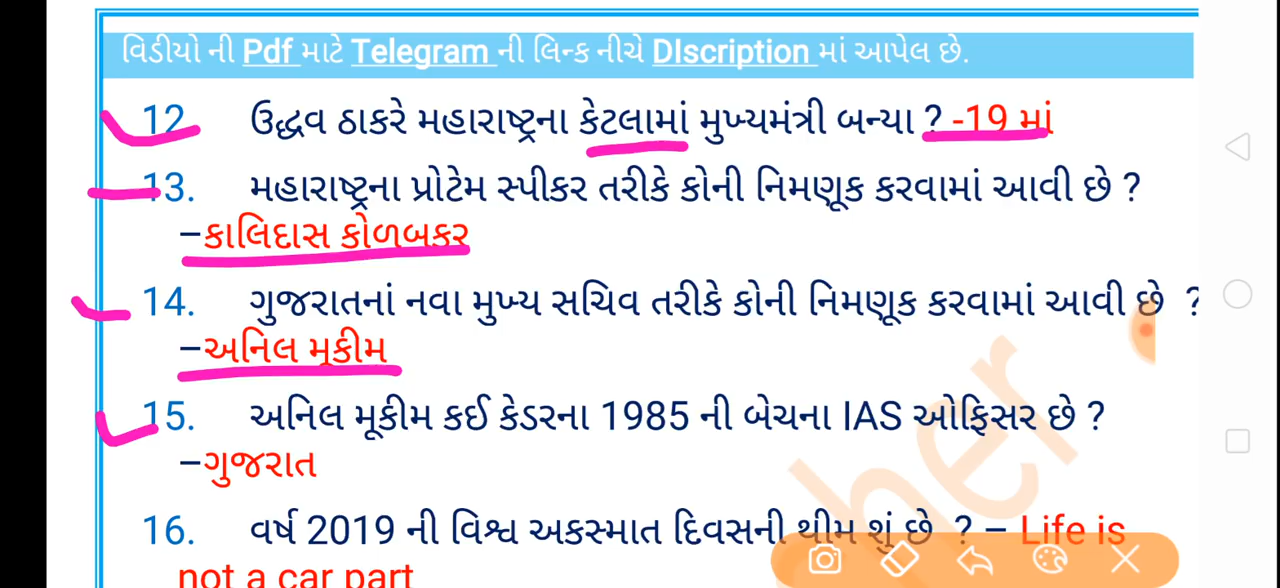 વિડીયો ની Pdf માટે Telegram ની લિન્ક નીચે DIscription માં આપેલ છે.
12. ઉદ્ધવ ઠાકરે મહારાષ્ટ્રના કેટલામાં મુખ્યમંત્રી બન્યા ? -19 માં
13. મહારાષ્ટ્રના પ્રોટેમ સ્પીકર તરીકે કોની નિમણૂક કરવામાં આવી છે ?
–કાલિદાસ કોળબકર
14. ગુજરાતનાં નવા મુખ્ય સચિવ તરીકે કોની નિમણૂક કરવામાં આવી છે ?
–અનિલ મૂકીમ
15. અનિલ મૂકીમ કઈ કેડરના 1985 ની બેચના IAS ઓફિસર છે ?
–ગુજરાત
16. વર્ષ 2019 ની વિશ્વ અકસ્માત દિવસની થીમ શું છે ? – Life is
not a car part
her